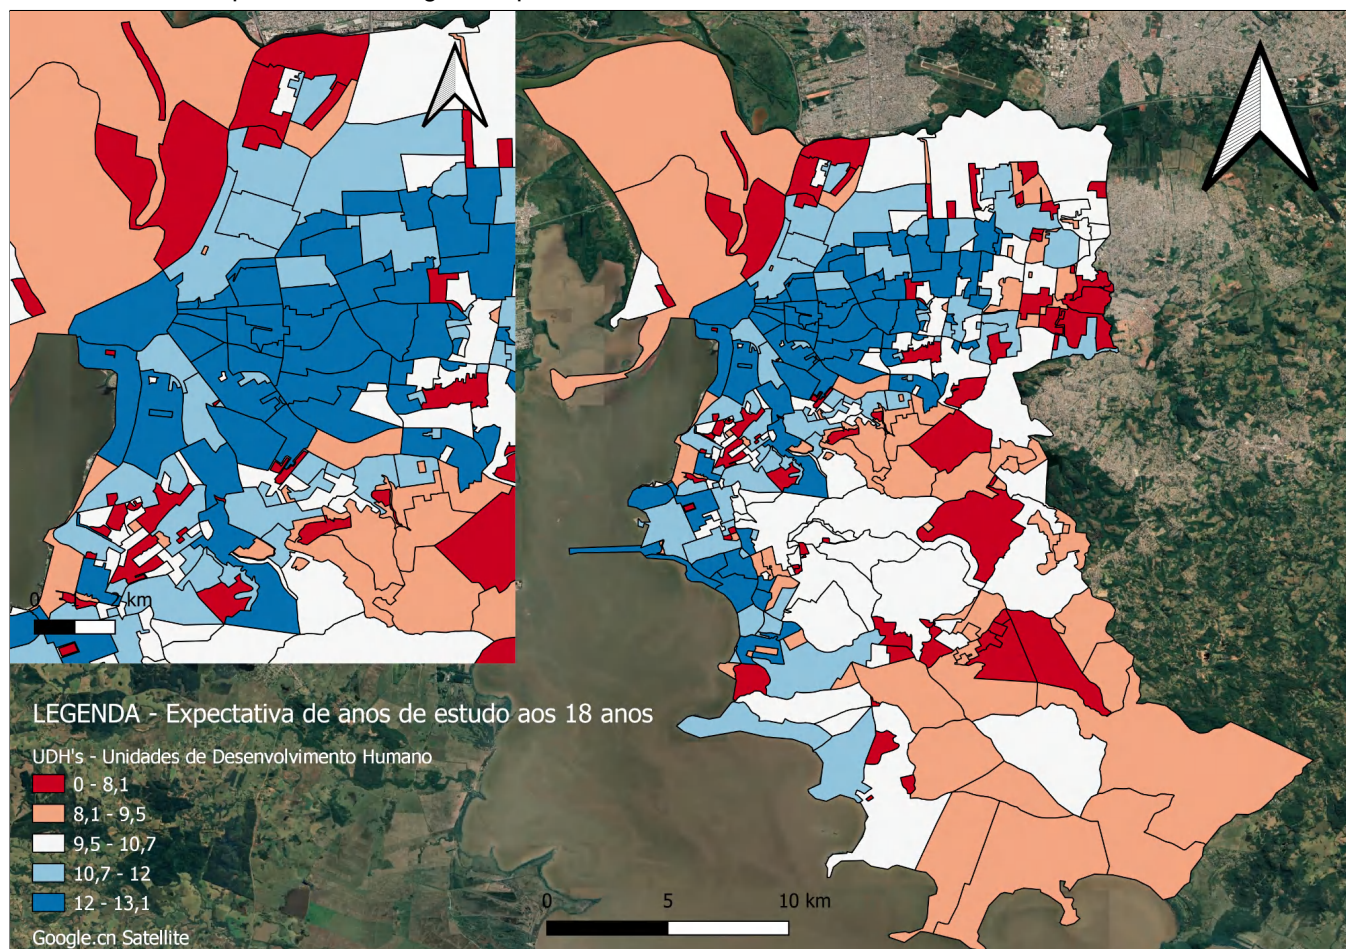 0
km
LEGENDA - Expectativa de anos de estudo aos 18 anos
UDH's - Unidades de Desenvolvimento Humano
0 - 8,1
8,1 - 9,5
9,5 - 10,7
10,7 - 12
12 - 13,1
Google.cn Satellite
0 5 10 km